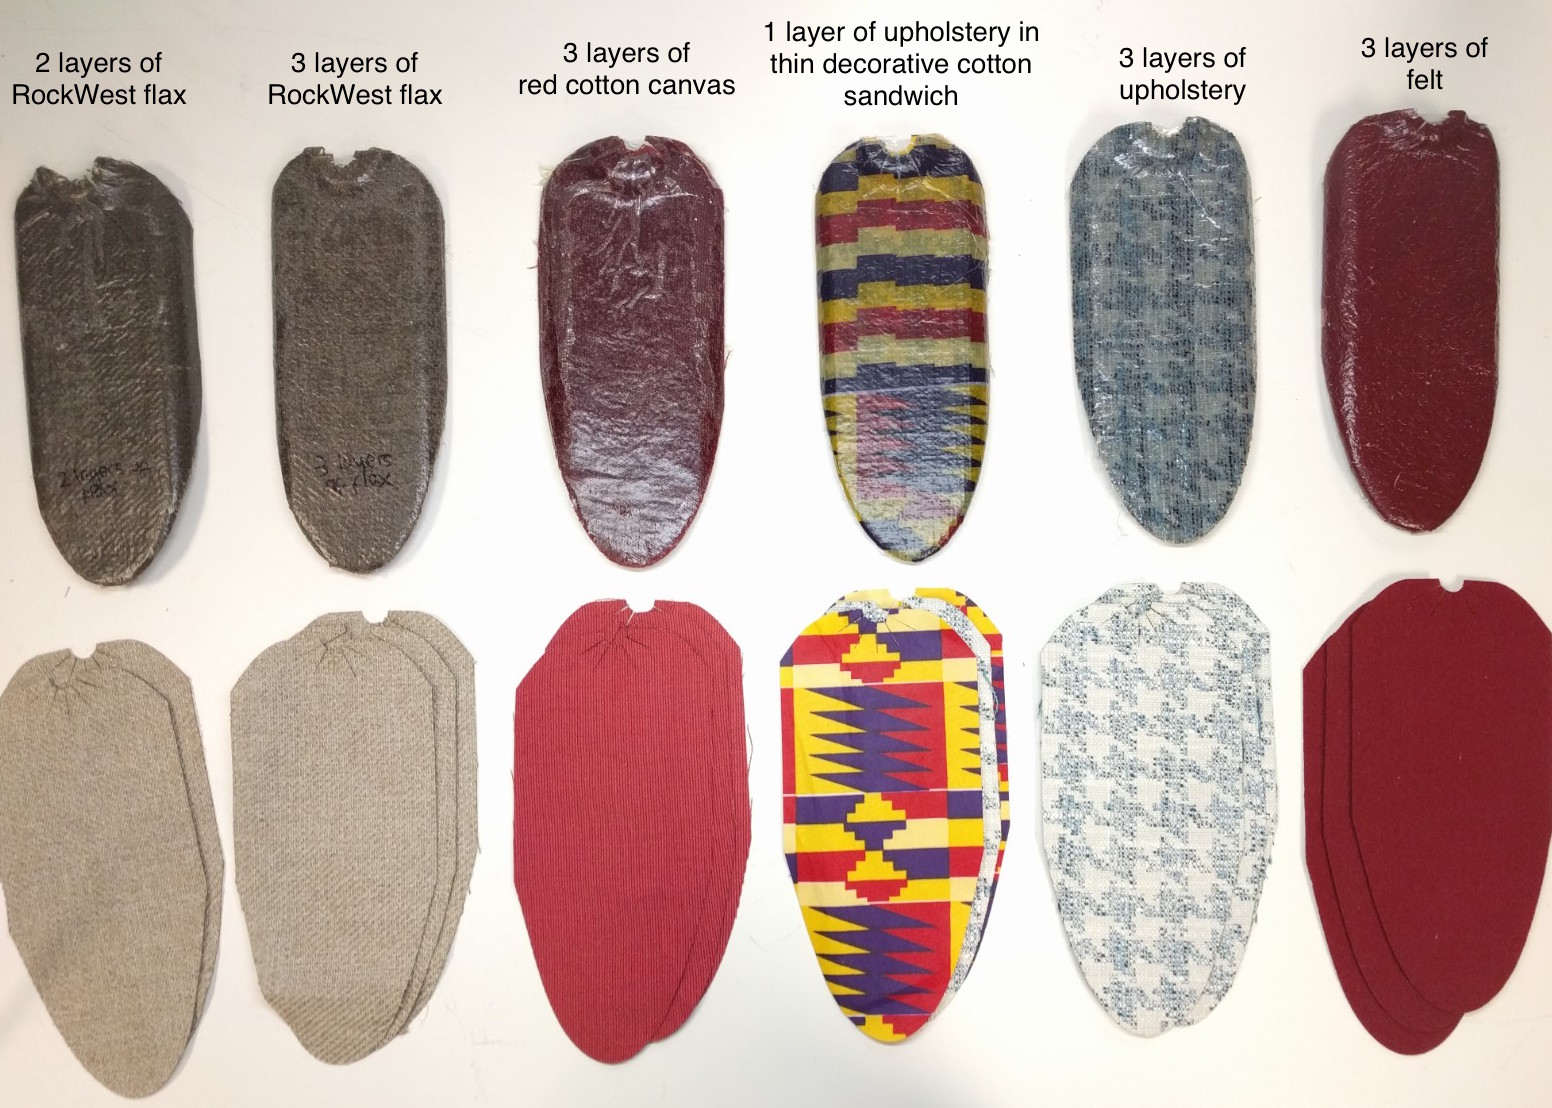 2 layers of
RockWest flax
3 layers of
RockWest flax
3 layers of
red cotton canvas
1 layer of upholstery in
thin decorative cotton
sandwich
3 layers of
upholstery
3 layers of
felt
2 layers
3 layers
flax